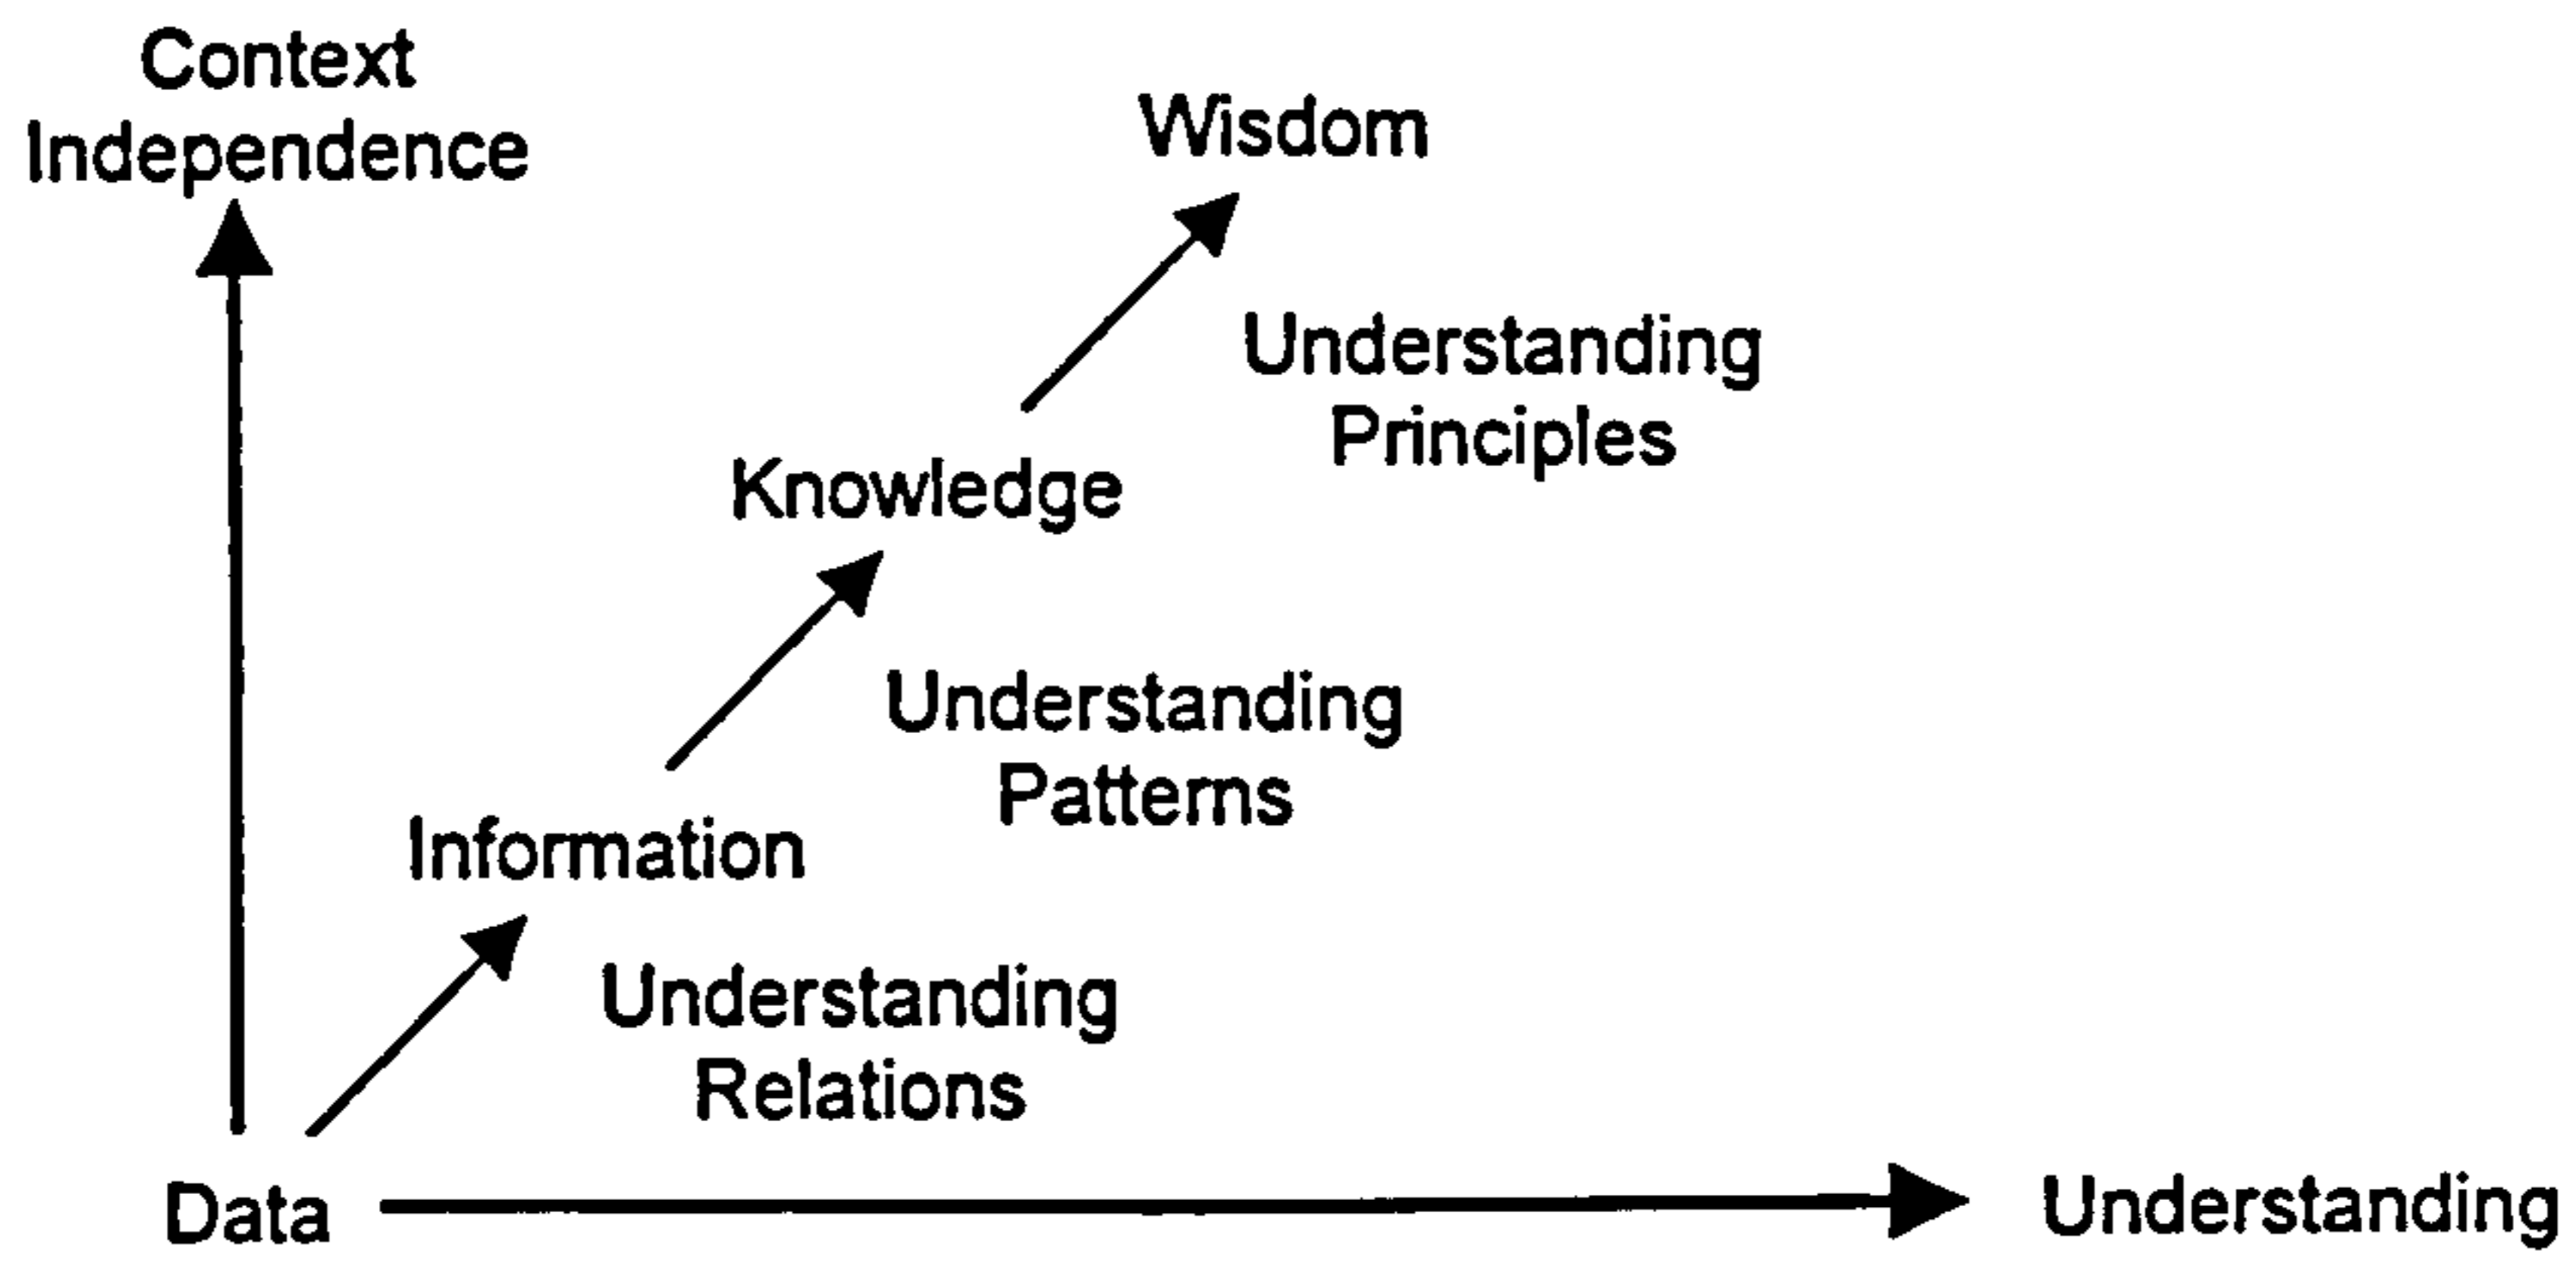 Context
Independence
Wisdom
Understanding
Principles
Knowledge
Understanding
Patterns
Information
Understanding
Relations
Data
Understanding